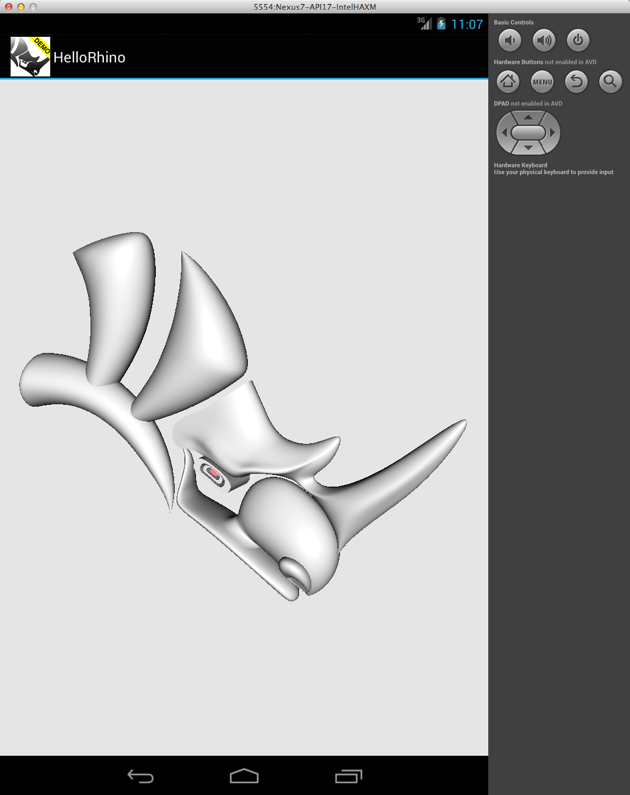 5554:Nexus7-API17-IntelHAXM
3G
11:07
DEMO
HelloRhino
Basic Controls
Hardware Buttons not enabled in AVD
MENU
DPAD not enabled in AVD
Hardware Keyboard
Use your physical keyboard to provide input